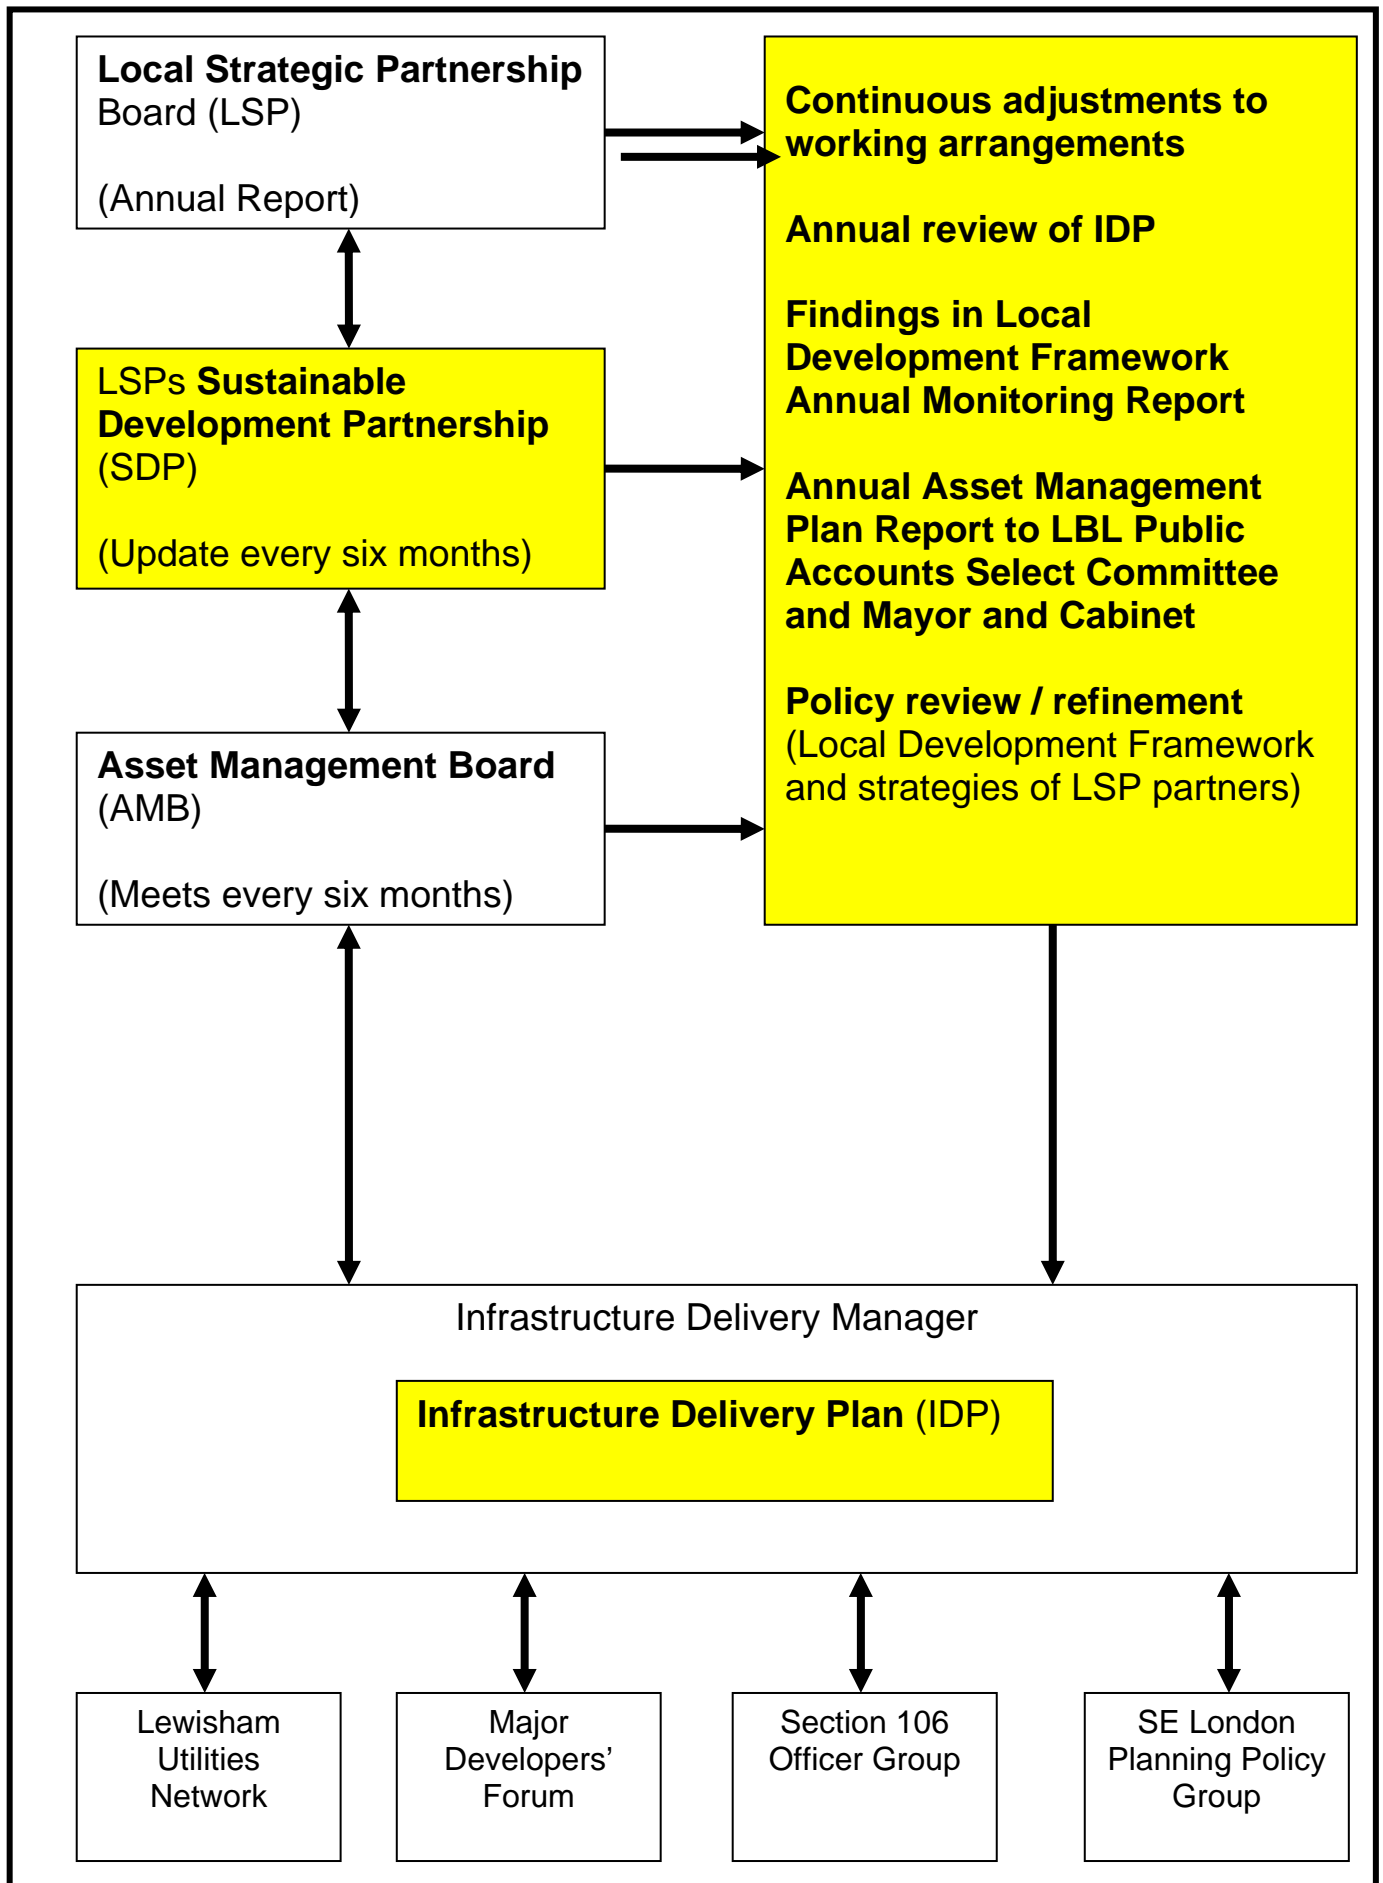 Local Strategic Partnership
Board (LSP)
(Annual Report)
Continuous adjustments to
working arrangements
Annual review of IDP
Findings in Local
Development Framework
Annual Monitoring Report
Annual Asset Management
Plan Report to LBL Public
Accounts Select Committee
and Mayor and Cabinet
Policy review / refinement
(Local Development Framework
and strategies of LSP partners)
LSPs Sustainable
Development Partnership
(SDP)
(Update every six months)
Asset Management Board
(AMB)
(Meets every six months)
Infrastructure Delivery Manager
Infrastructure Delivery Plan (IDP)
Lewisham
Utilities
Network
Major
Developers’
Forum
Section 106
Officer Group
SE London
Planning Policy
Group